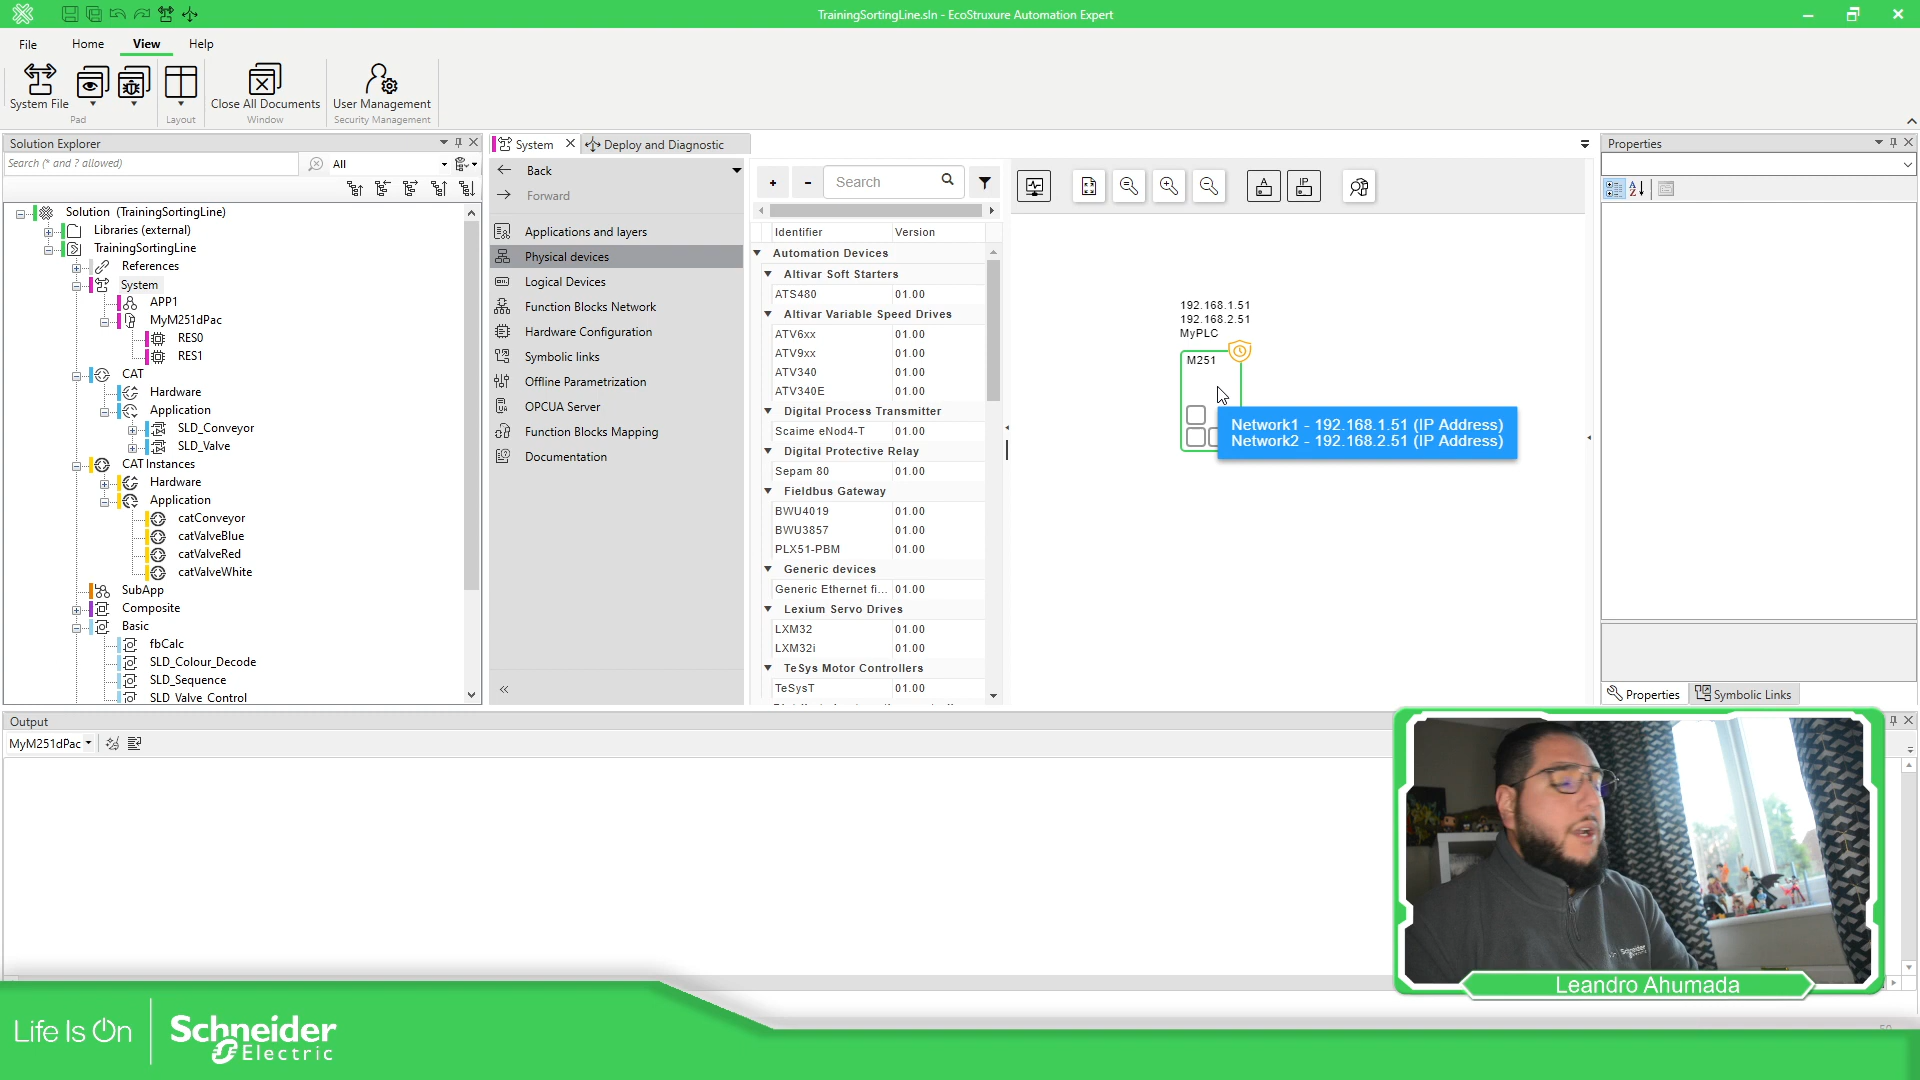 TrainingSortingLine.sln - EcoStruxure Automation Expert
File
Home
View
Help
System File
Close All Documents
User Management
Pad
Layout
Window
Security Management
Solution Explorer
Search (* and ? allowed)
All
Solution (TrainingSortingLine)
Libraries (external)
TrainingSortingLine
References
System
APP1
MyM251dPac
RES0
RES1
CAT
Hardware
Application
SLD_Conveyor
SLD_Valve
CAT Instances
Hardware
Application
catConveyor
catValveBlue
catValveRed
catValveWhite
SubApp
Composite
Basic
fbCalc
SLD_Colour_Decode
SLD_Sequence
SLD Valve Control
System
Deploy and Diagnostic
Back
Forward
Applications and layers
Physical devices
Logical Devices
Function Blocks Network
Hardware Configuration
Symbolic links
Offline Parametrization
OPCUA Server
Function Blocks Mapping
Documentation
+
-
Search
Identifier Version
Automation Devices
Altivar Soft Starters
ATS480 01.00
Altivar Variable Speed Drives
ATV6xx 01.00
ATV9xx 01.00
ATV340 01.00
ATV340E 01.00
Digital Process Transmitter
Scaime eNod4-T 01.00
Digital Protective Relay
Sepam 80 01.00
Fieldbus Gateway
BWU4019 01.00
BWU3857 01.00
PLX51-PBM 01.00
Generic devices
Generic Ethernet fi... 01.00
Lexium Servo Drives
LXM32 01.00
LXM32i 01.00
TeSys Motor Controllers
TeSysT 01.00
A
IP
192.168.1.51
192.168.2.51
MyPLC
M251
Network1 - 192.168.1.51 (IP Address)
Network2 - 192.168.2.51 (IP Address)
Properties
Properties
Symbolic Links
Output
MyM251dPac
Schneider
Leandro Ahumada
Life Is On
Schneider
Electric